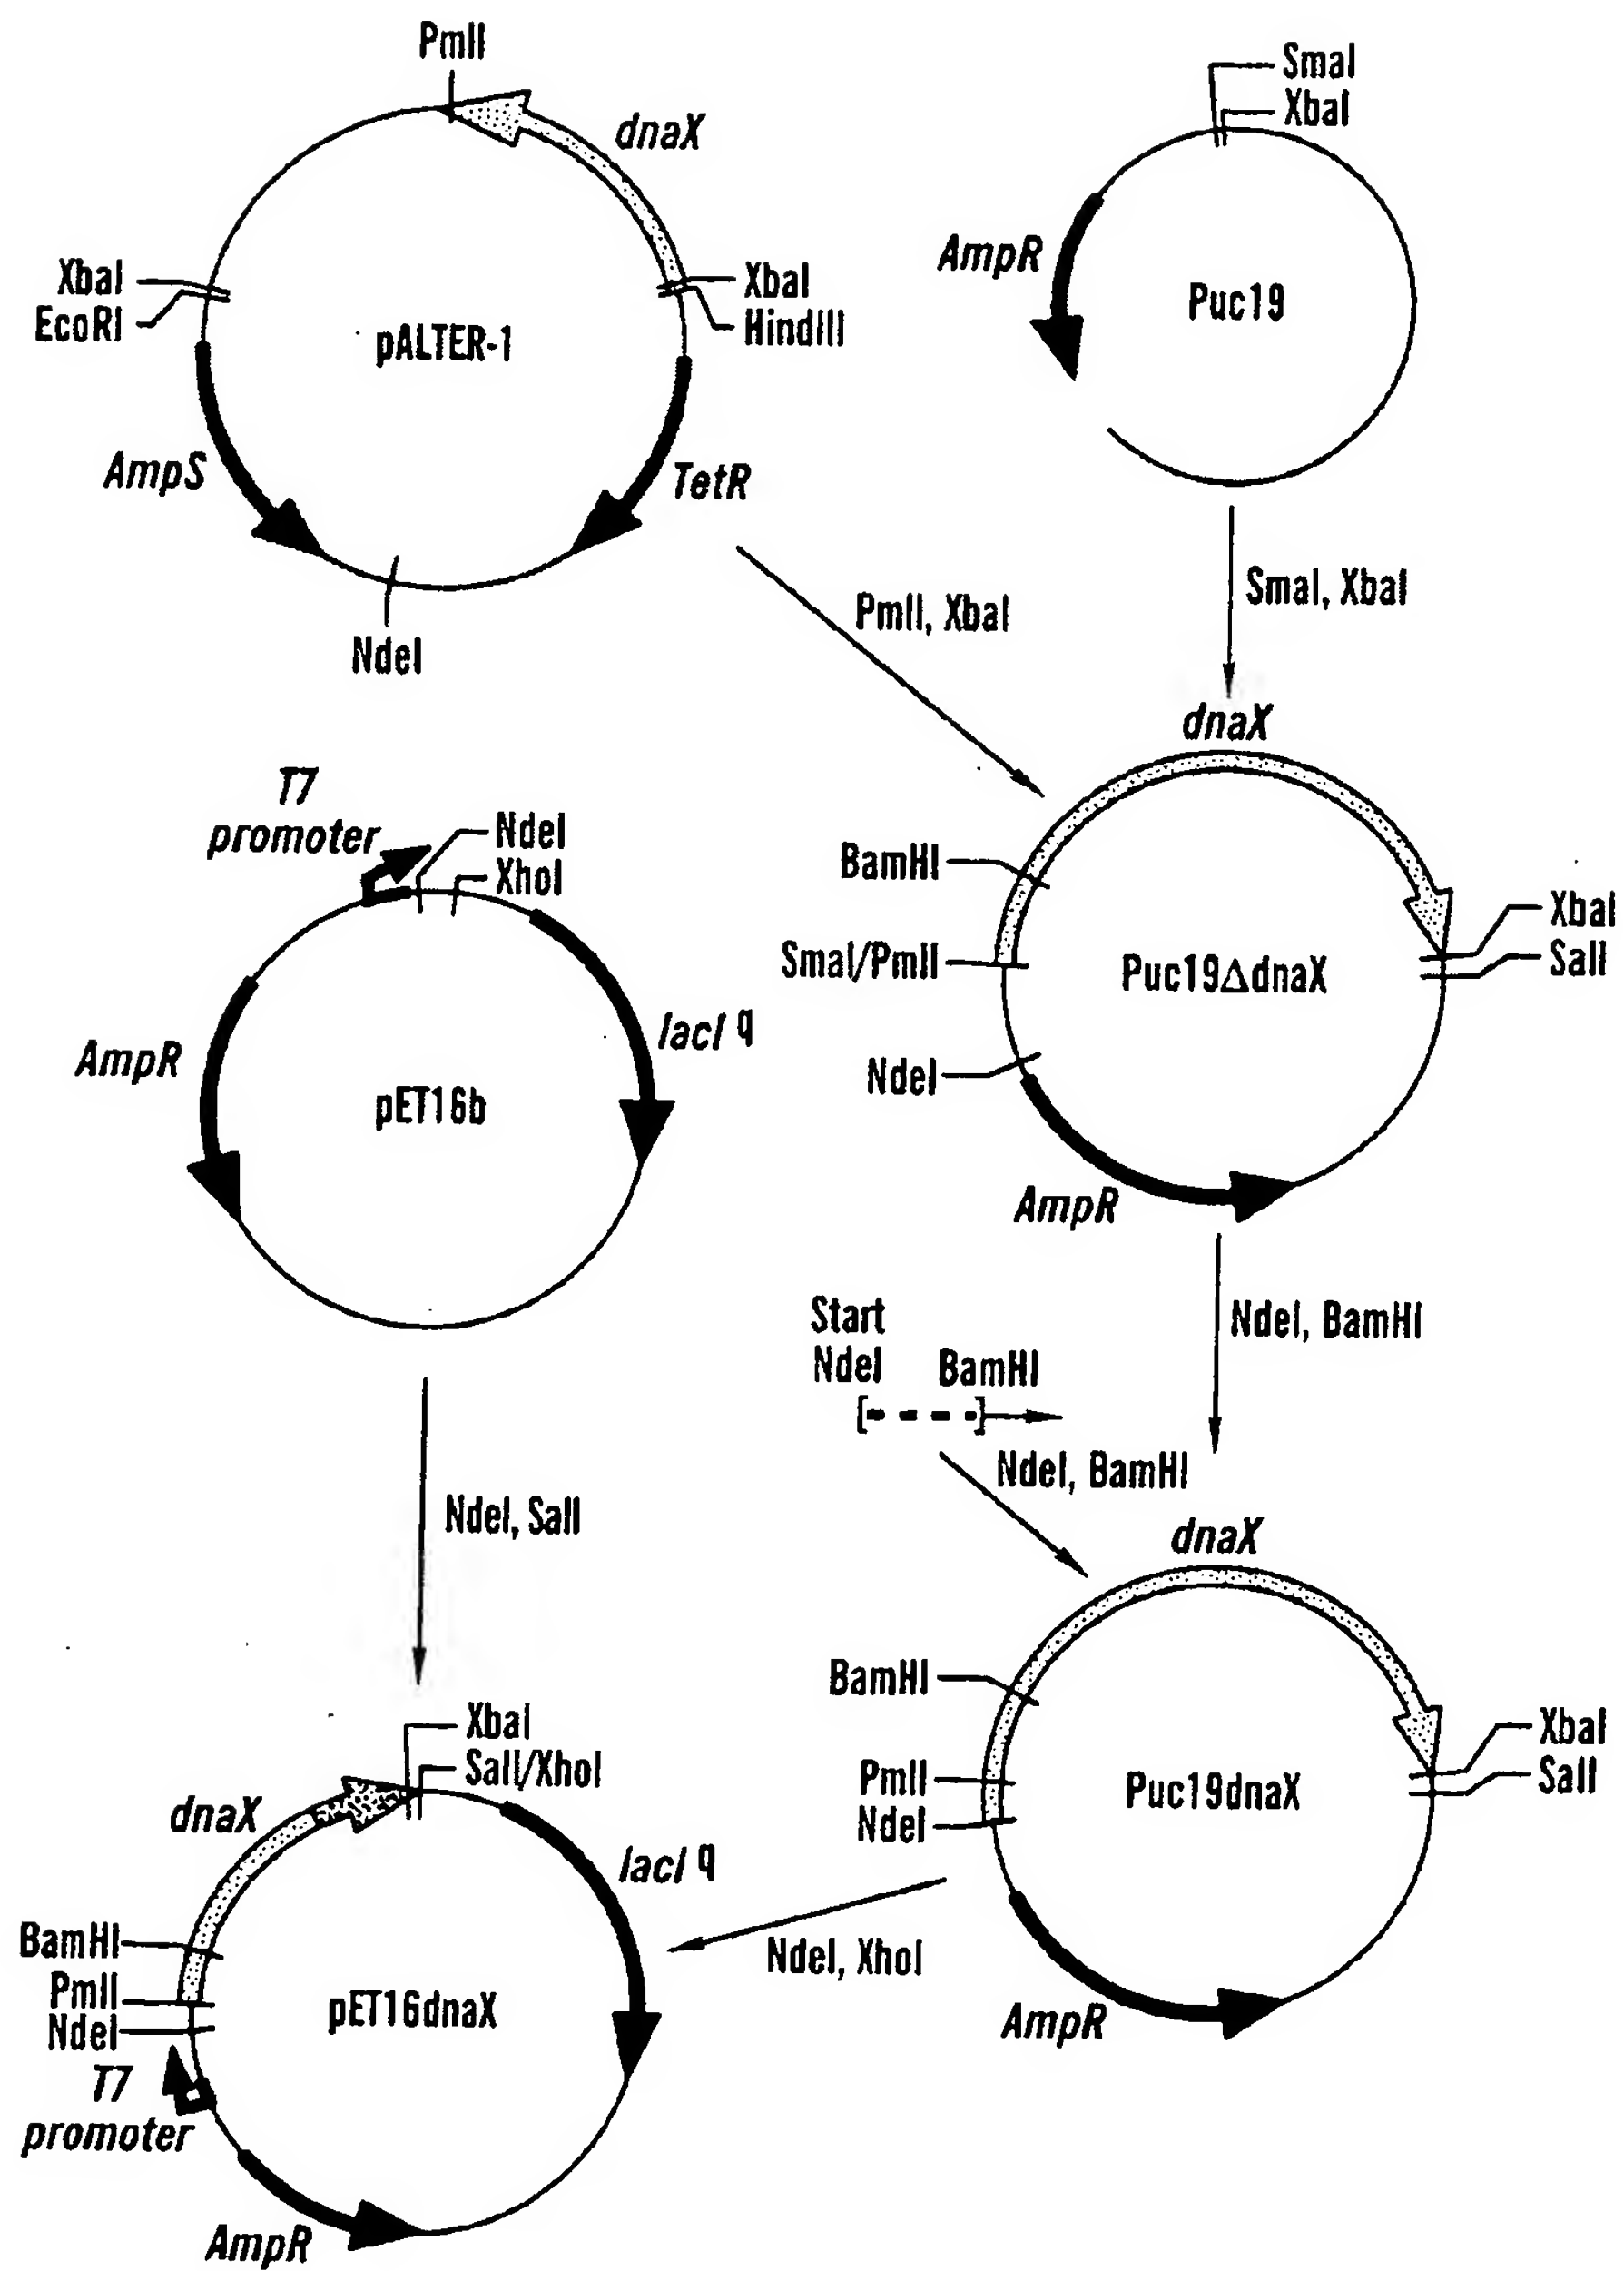 PmlI
dnaX
XbaI
EcoRI
XbaI
HindIII
pALTER-1
AmpS
TetR
NdeI
SmaI
XbaI
AmpR
Puc19
PmlI, XbaI
SmaI, XbaI
dnaX
BamHI
SmaI/PmlI
NdeI
XbaI
SalI
Puc19ΔdnaX
AmpR
T7
promoter
NdeI
XhoI
AmpR
lacI q
pET16b
NdeI, SalI
NdeI, BamHI
Start
NdeI BamHI
NdeI, BamHI
dnaX
BamHI
PmlI
NdeI
XbaI
SalI
Puc19dnaX
AmpR
NdeI, XhoI
XbaI
SalI/XhoI
dnaX
lacI q
BamHI
PmlI
NdeI
pET16dnaX
T7
promoter
AmpR